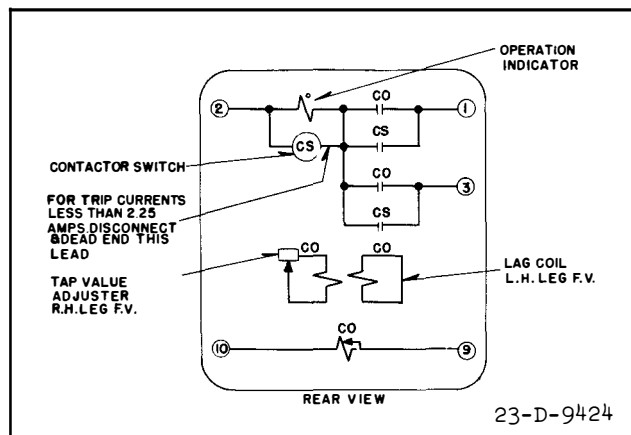 OPERATION
INDICATOR
2
CO
1
CS
CS
CONTACTOR SWITCH
CO
3
FOR TRIP CURRENTS
LESS THAN 2.25
AMPS. DISCONNECT
&DEAD END THIS
LEAD
CS
CO
CO
TAP VALUE
ADJUSTER
R.H. LEG F.V.
LAG COIL
L.H. LEG F.V.
CO
10
9
REAR VIEW
23-D-9424